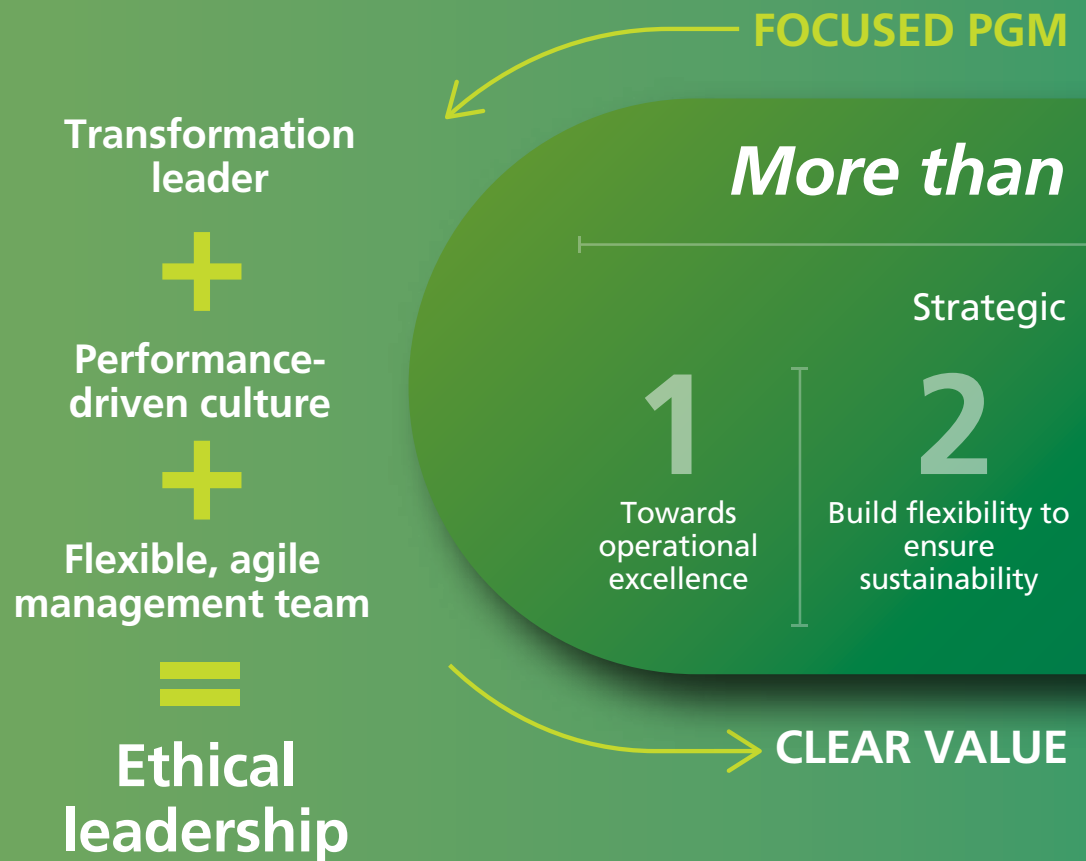 FOCUSED PGM
Transformation
leader
+
Performance-
driven culture
+
Flexible, agile
management team
=
Ethical
leadership
More than
Strategic
1
Towards
operational
excellence
2
Build flexibility to
ensure
sustainability
CLEAR VALUE